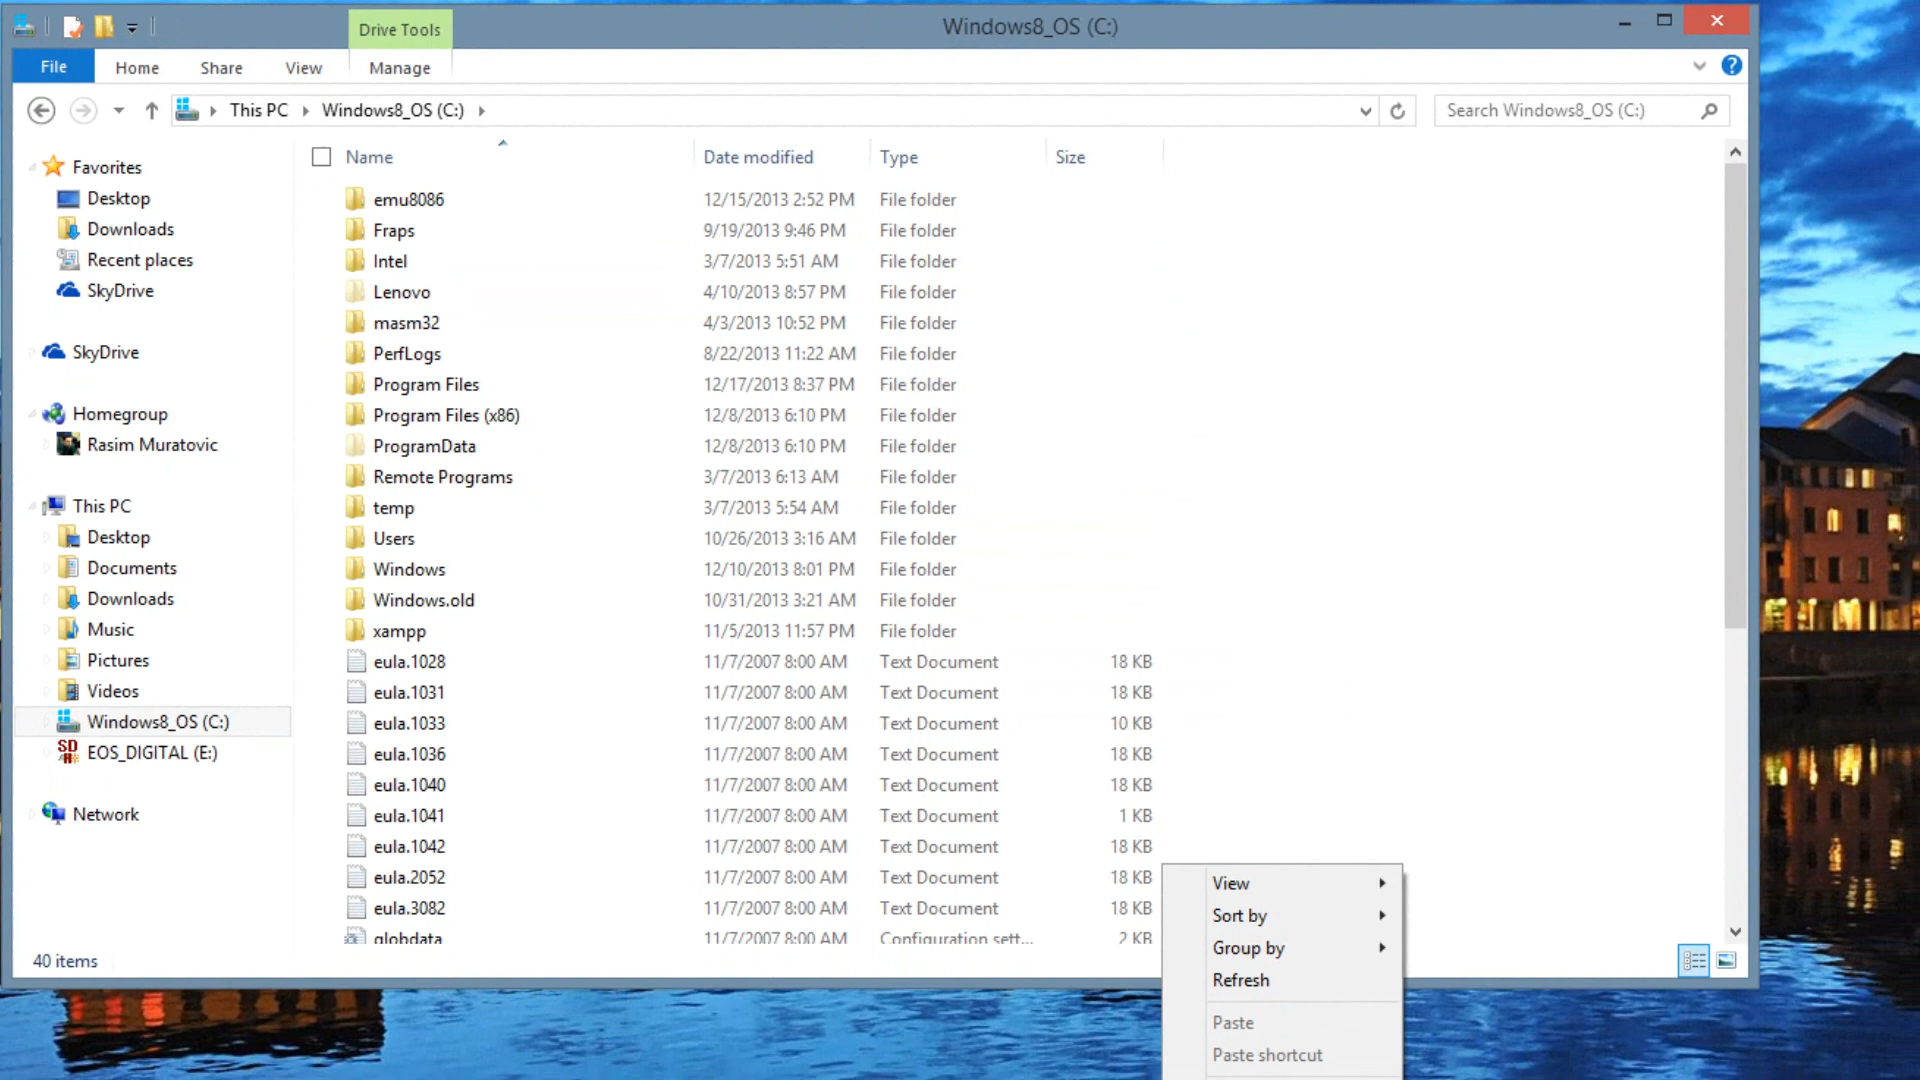 Drive Tools
Windows8_OS (C:)
File Home Share View Manage
This PC Windows8_OS (C:)
Search Windows8_OS (C:)
Favorites
Desktop
Downloads
Recent places
SkyDrive
SkyDrive
Homegroup
Rasim Muratovic
This PC
Desktop
Documents
Downloads
Music
Pictures
Videos
Windows8_OS (C:)
EOS_DIGITAL (E:)
Network
Name Date modified Type Size
emu8086 12/15/2013 2:52 PM File folder
Fraps 9/19/2013 9:46 PM File folder
Intel 3/7/2013 5:51 AM File folder
Lenovo 4/10/2013 8:57 PM File folder
masm32 4/3/2013 10:52 PM File folder
PerfLogs 8/22/2013 11:22 AM File folder
Program Files 12/17/2013 8:37 PM File folder
Program Files (x86) 12/8/2013 6:10 PM File folder
ProgramData 12/8/2013 6:10 PM File folder
Remote Programs 3/7/2013 6:13 AM File folder
temp 3/7/2013 5:54 AM File folder
Users 10/26/2013 3:16 AM File folder
Windows 12/10/2013 8:01 PM File folder
Windows.old 10/31/2013 3:21 AM File folder
xampp 11/5/2013 11:57 PM File folder
eula.1028 11/7/2007 8:00 AM Text Document 18 KB
eula.1031 11/7/2007 8:00 AM Text Document 18 KB
eula.1033 11/7/2007 8:00 AM Text Document 10 KB
eula.1036 11/7/2007 8:00 AM Text Document 18 KB
eula.1040 11/7/2007 8:00 AM Text Document 18 KB
eula.1041 11/7/2007 8:00 AM Text Document 1 KB
eula.1042 11/7/2007 8:00 AM Text Document 18 KB
eula.2052 11/7/2007 8:00 AM Text Document 18 KB
eula.3082 11/7/2007 8:00 AM Text Document 18 KB
globdata 11/7/2007 8:00 AM Configuration sett... 2 KB
View
Sort by
Group by
Refresh
Paste
Paste shortcut
40 items